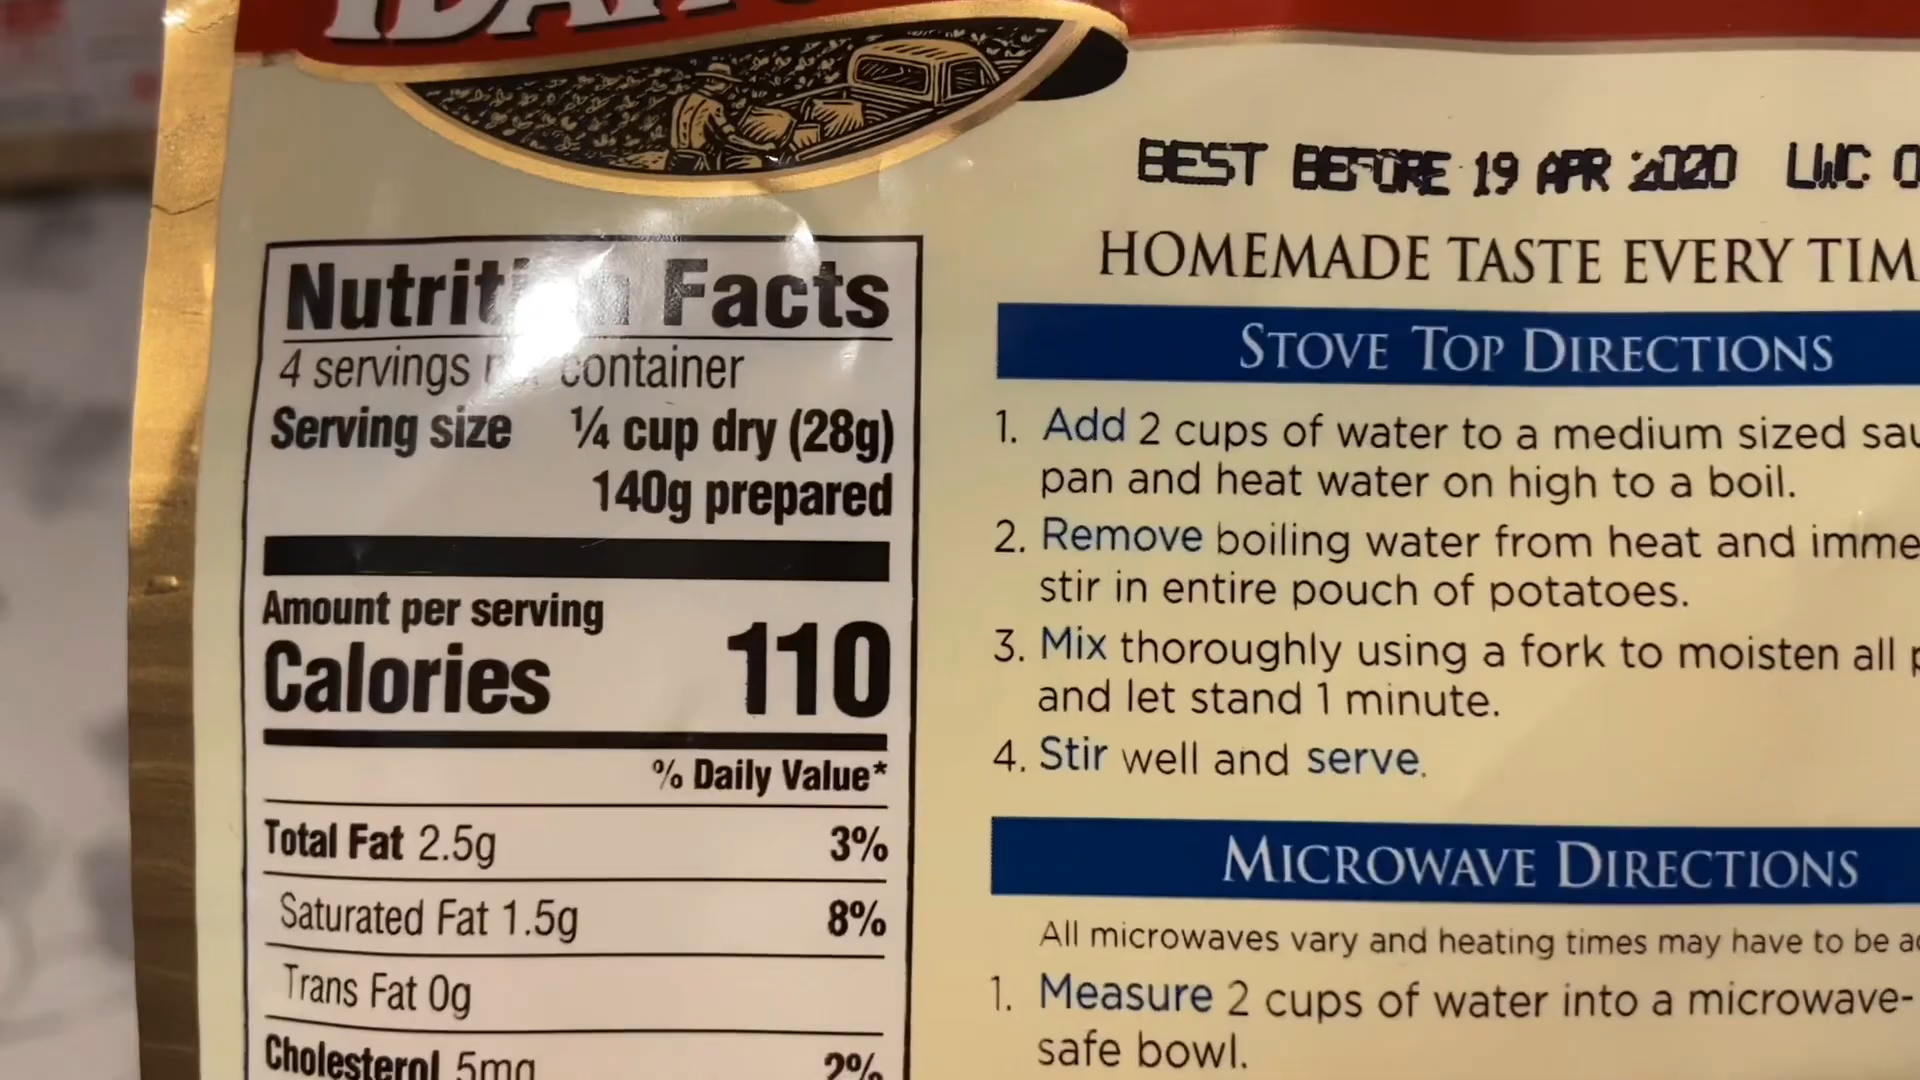 BEST BEFORE 19 APR 2020 LWC
HOMEMADE TASTE EVERY
Nutrition Facts
4 servings container
Serving size ¼ cup dry (28g)
140g prepared
Amount per serving
Calories 110
% Daily Value*
Total Fat 2.5g 3%
Saturated Fat 1.5g 8%
Trans Fat 0g
Cholesterol 5mg 2%
STOVE TOP DIRECTIONS
1. Add 2 cups of water to a medium sized
pan and heat water on high to a boil.
2. Remove boiling water from heat and
stir in entire pouch of potatoes.
3. Mix thoroughly using a fork to moisten all
and let stand 1 minute.
4. Stir well and serve.
MICROWAVE DIRECTIONS
All microwaves vary and heating times may have to be
1. Measure 2 cups of water into a microwave-
safe bowl.